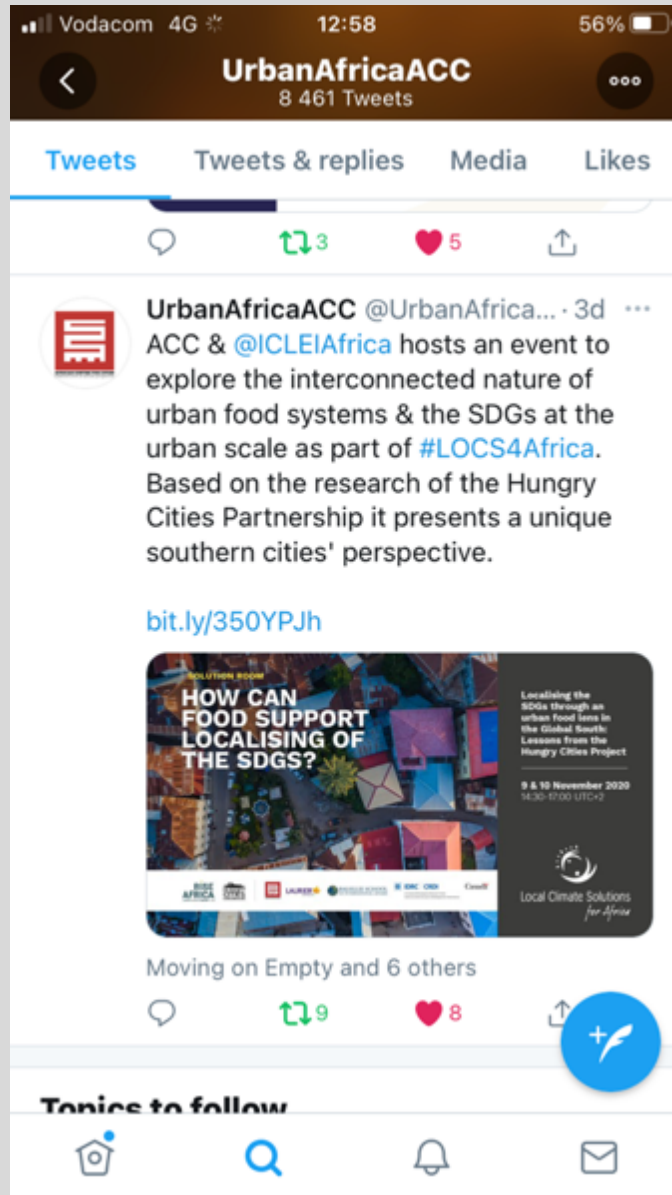 Vodacom 4G 12:58 56%
UrbanAfricaACC
8 461 Tweets
Tweets Tweets & replies Media Likes
3 5
UrbanAfricaACC @UrbanAfrica... · 3d
ACC & @ICLEIAfrica hosts an event to
explore the interconnected nature of
urban food systems & the SDGs at the
urban scale as part of #LOCS4Africa.
Based on the research of the Hungry
Cities Partnership it presents a unique
southern cities' perspective.
bit.ly/350YPJh
SOLUTION ROOM
HOW CAN
FOOD SUPPORT
LOCALISING OF
THE SDGS?
Localising the
SDGs through an
urban food lens in
the Global South:
Lessons from the
Hungry Cities Project
9 & 10 November 2020
14:30-17:00 UTC+2
RISE
AFRICA
LAURIER
IDRC CRDI
Canada
Local Climate Solutions
for Africa
Moving on Empty and 6 others
9 8
Topics to follow